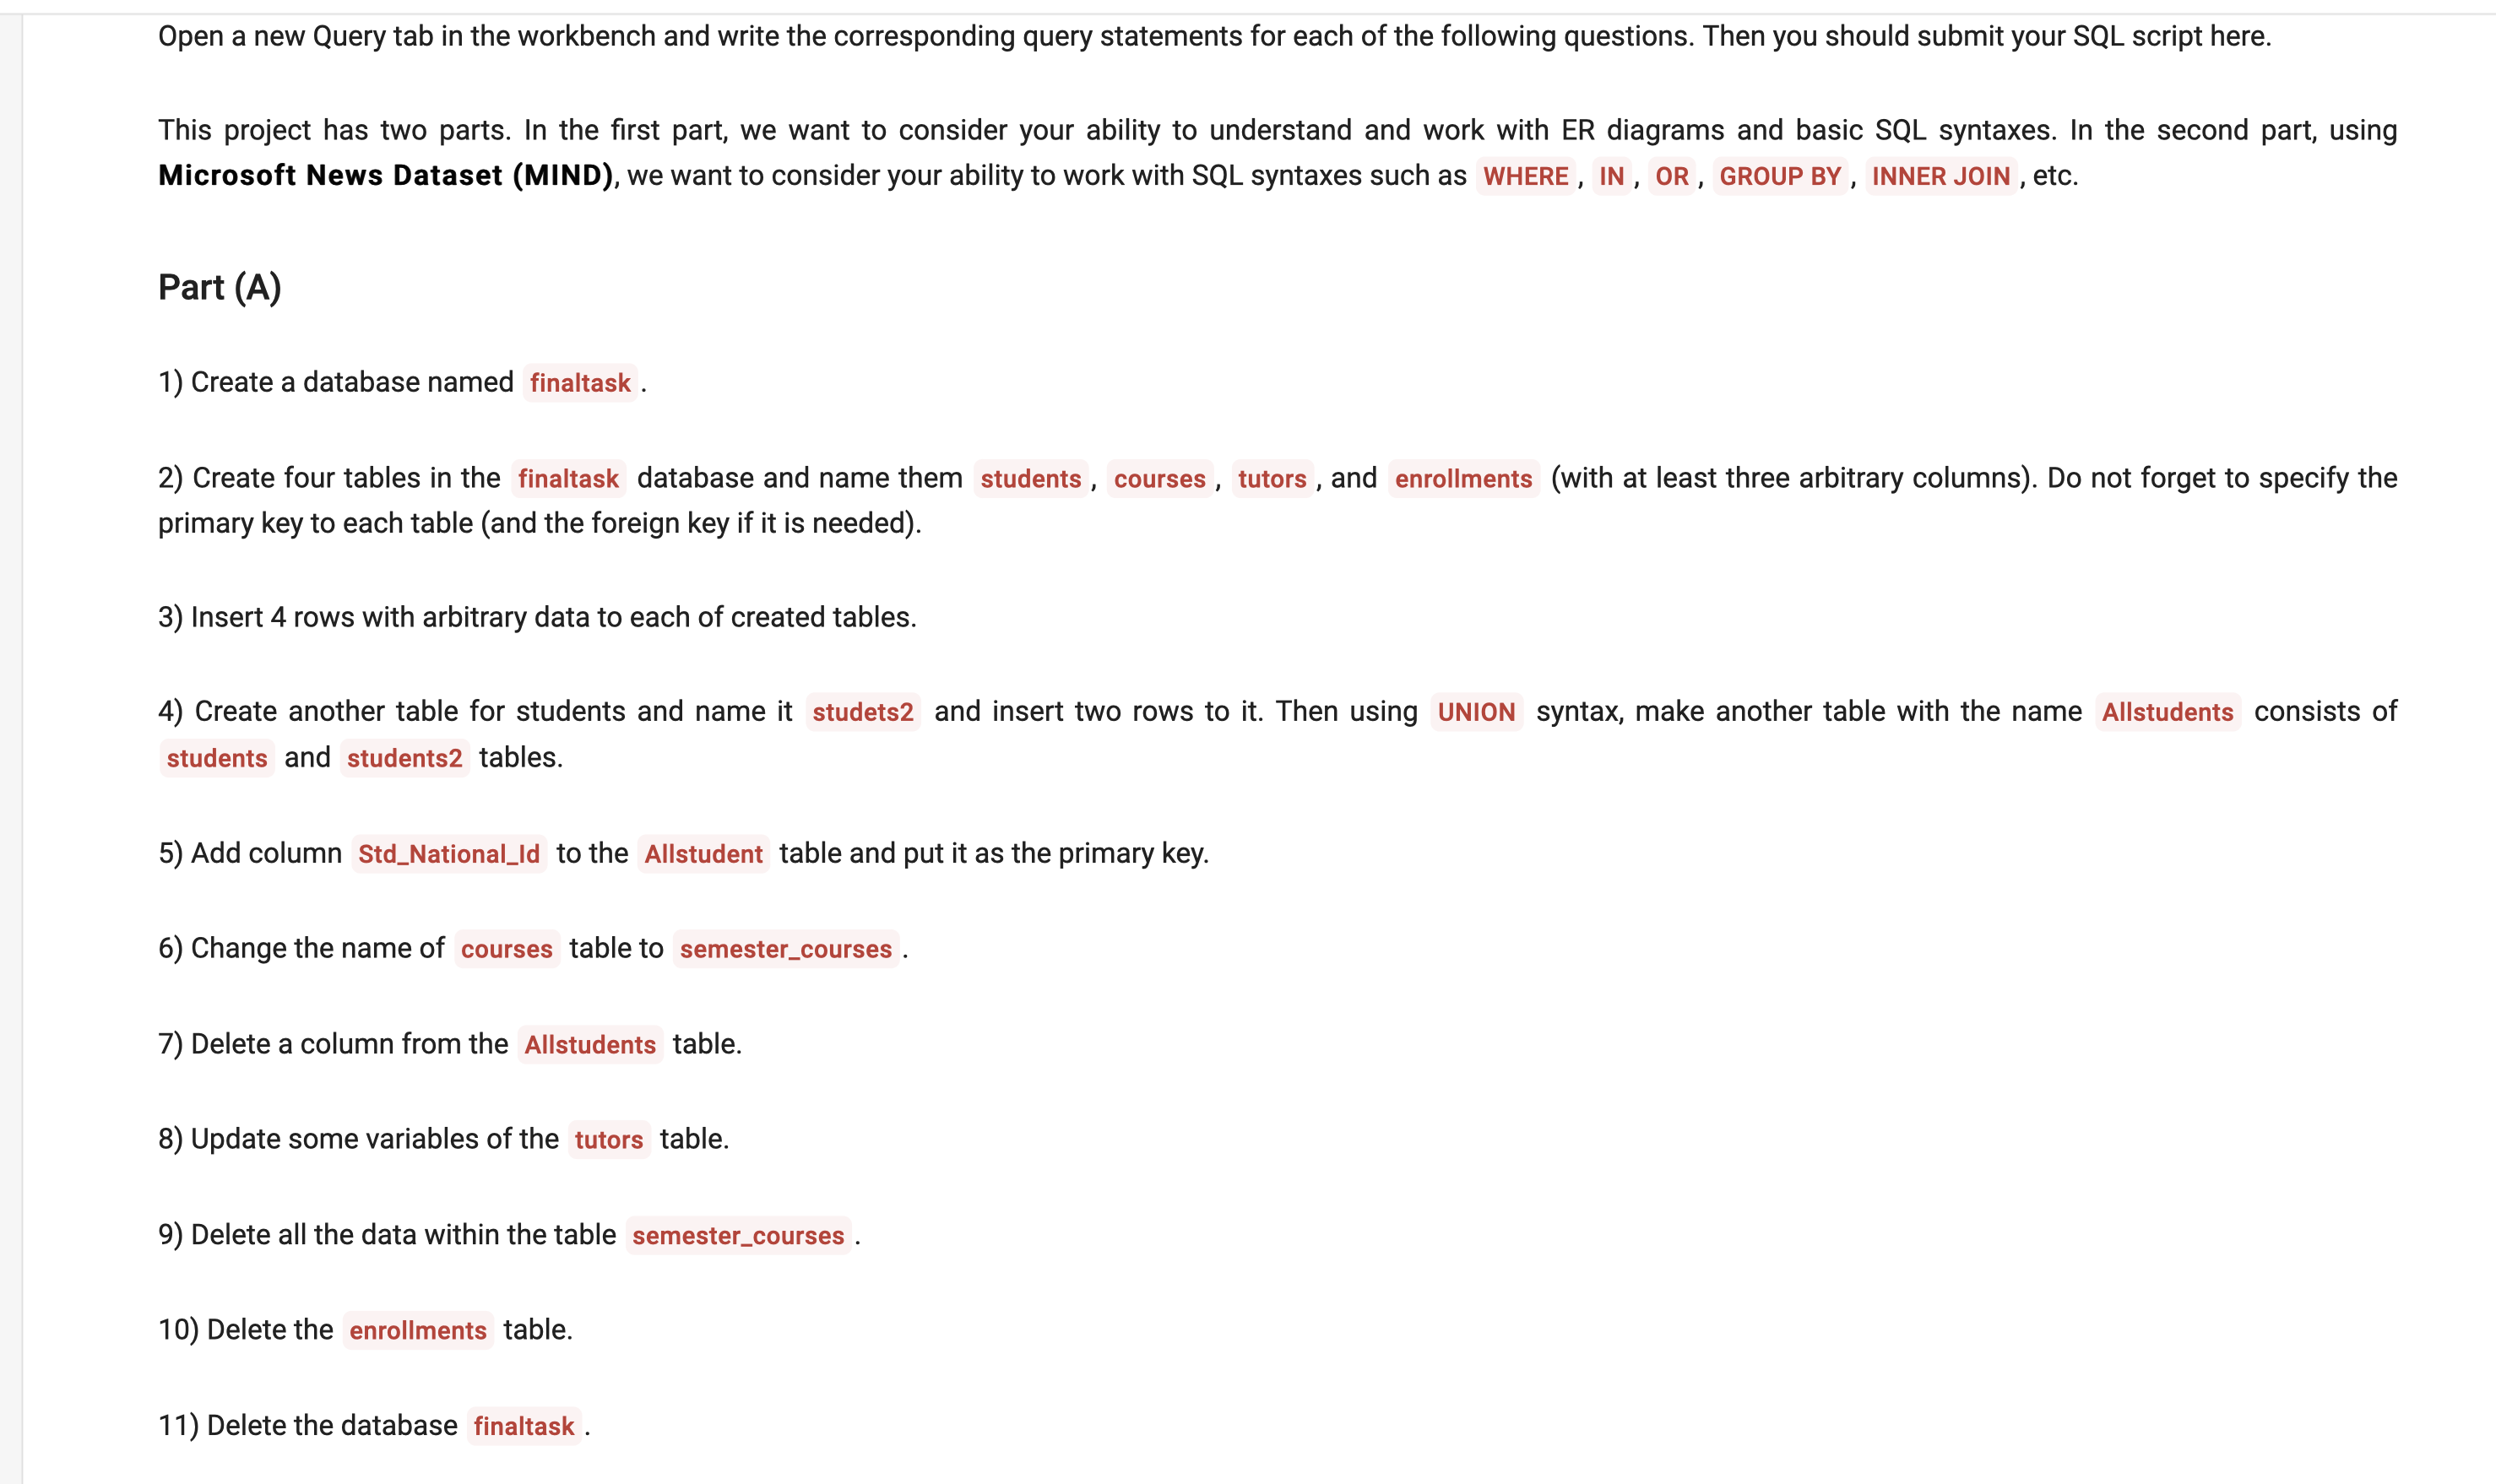 Open a new Query tab in the workbench and write the corresponding query statements for each of the following questions. Then you should submit your SQL script here.
This project has two parts. In the first part, we want to consider your ability to understand and work with ER diagrams and basic SQL syntaxes. In the second part, using
Microsoft News Dataset (MIND), we want to consider your ability to work with SQL syntaxes such as WHERE , IN , OR , GROUP BY , INNER JOIN , etc.
Part (A)
1) Create a database named finaltask .
2) Create four tables in the finaltask database and name them students , courses , tutors , and enrollments (with at least three arbitrary columns). Do not forget to specify the
primary key to each table (and the foreign key if it is needed).
3) Insert 4 rows with arbitrary data to each of created tables.
4) Create another table for students and name it studets2 and insert two rows to it. Then using UNION syntax, make another table with the name Allstudents consists of
students and students2 tables.
5) Add column Std_National_Id to the Allstudent table and put it as the primary key.
6) Change the name of courses table to semester_courses .
7) Delete a column from the Allstudents table.
8) Update some variables of the tutors table.
9) Delete all the data within the table semester_courses .
10) Delete the enrollments table.
11) Delete the database finaltask .